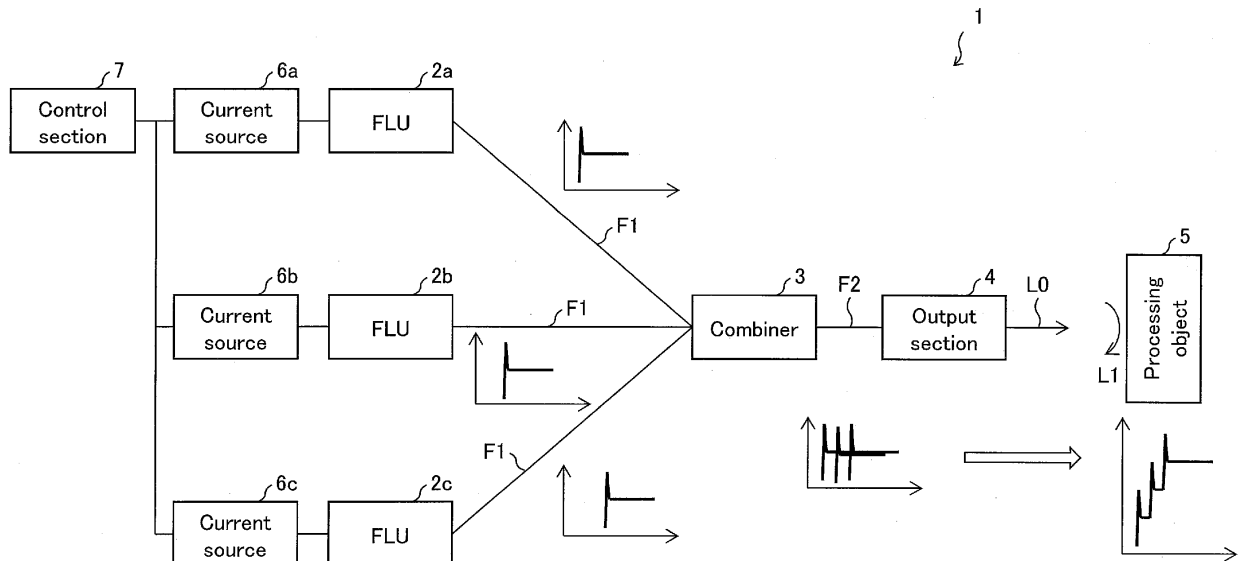 1
7
6a
2a
Control
section
Current
source
FLU
F1
6b
2b
3
4
5
Current
source
FLU
F1
Combiner
F2
Output
section
L0
L1
Processing
object
F1
6c
2c
Current
source
FLU